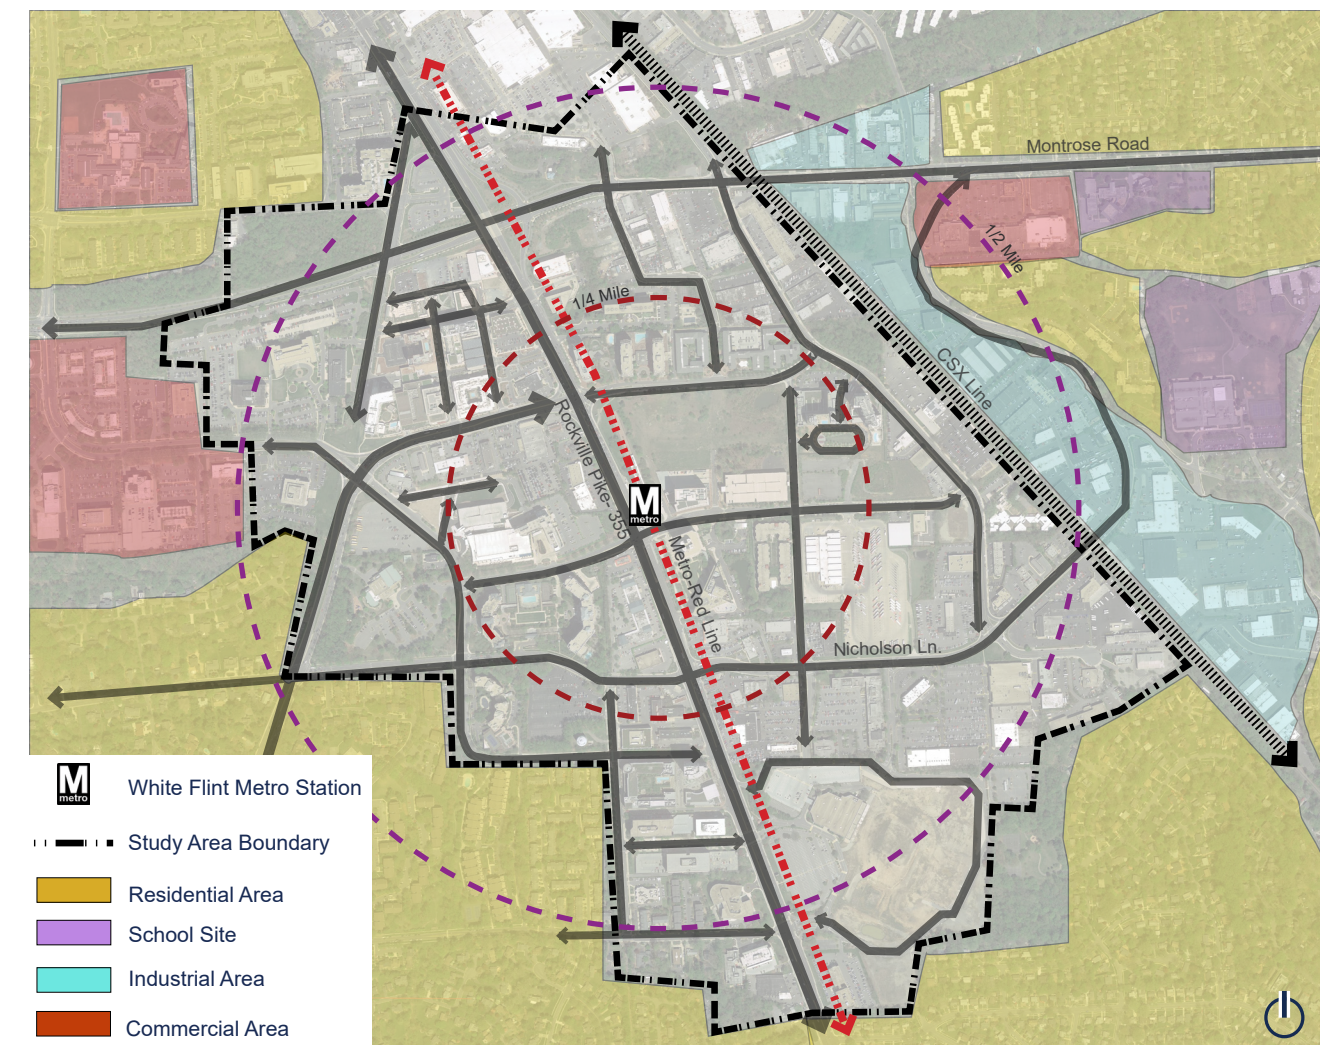 Montrose Road
1/2 Mile
1/4 Mile
CSX Line
Rockville Pike- 355
M
metro
Metro-Red Line
Nicholson Ln.
M
metro
White Flint Metro Station
Study Area Boundary
Residential Area
School Site
Industrial Area
Commercial Area